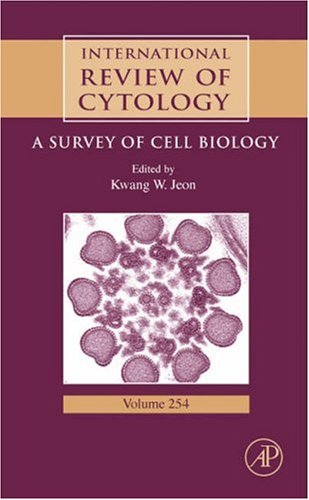 INTERNATIONAL
REVIEW OF
CYTOLOGY
A SURVEY OF CELL BIOLOGY
Edited by
Kwang W. Jeon
Volume 254
AP